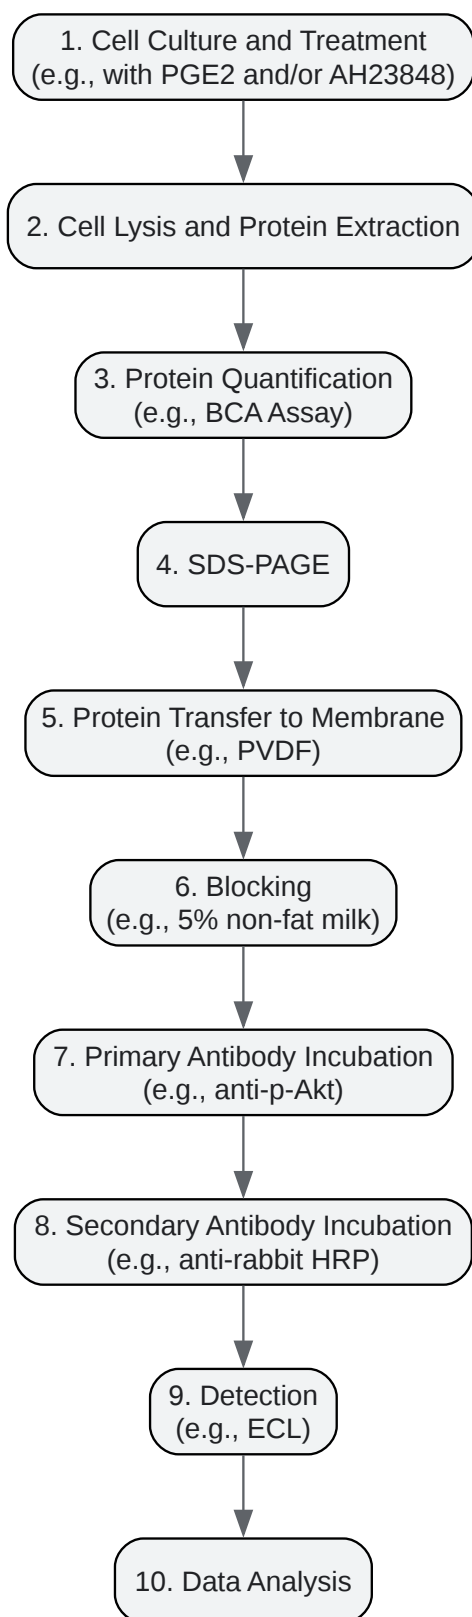 1. Cell Culture and Treatment
(e.g., with PGE2 and/or AH23848)
2. Cell Lysis and Protein Extraction
3. Protein Quantification
(e.g., BCA Assay)
4. SDS-PAGE
5. Protein Transfer to Membrane
(e.g., PVDF)
6. Blocking
(e.g., 5% non-fat milk)
7. Primary Antibody Incubation
(e.g., anti-p-Akt)
8. Secondary Antibody Incubation
(e.g., anti-rabbit HRP)
9. Detection
(e.g., ECL)
10. Data Analysis